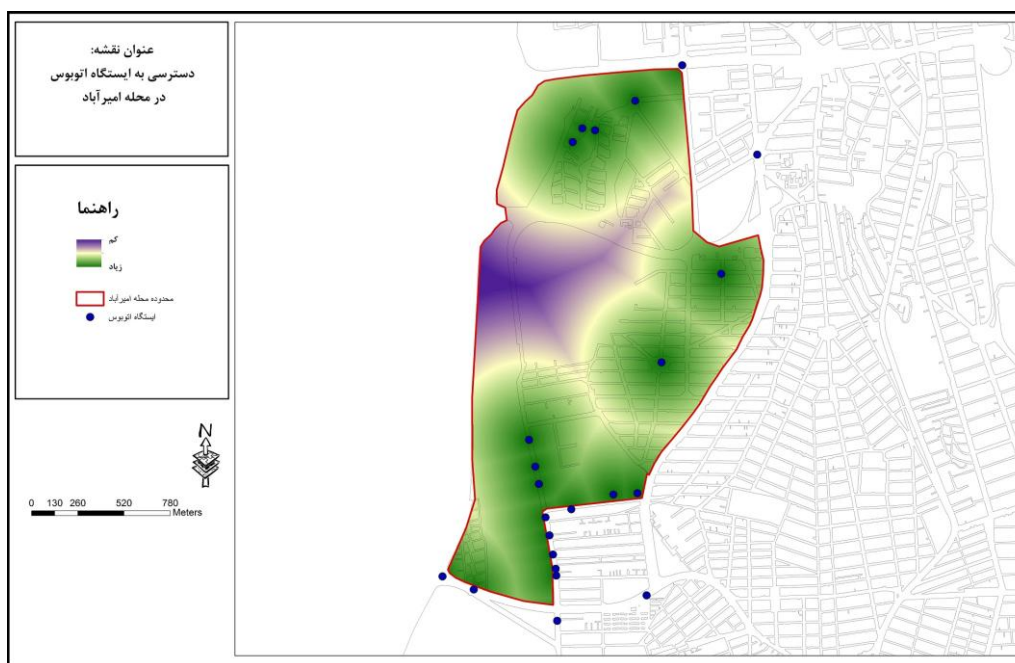 عنوان نقشه:
دسترسی به ایستگاه اتوبوس
در محله امیرآباد
راهنما
کم
زیاد
محدوده محله امیرآباد
ایستگاه اتوبوس
N
0 130 260 520 780
Meters